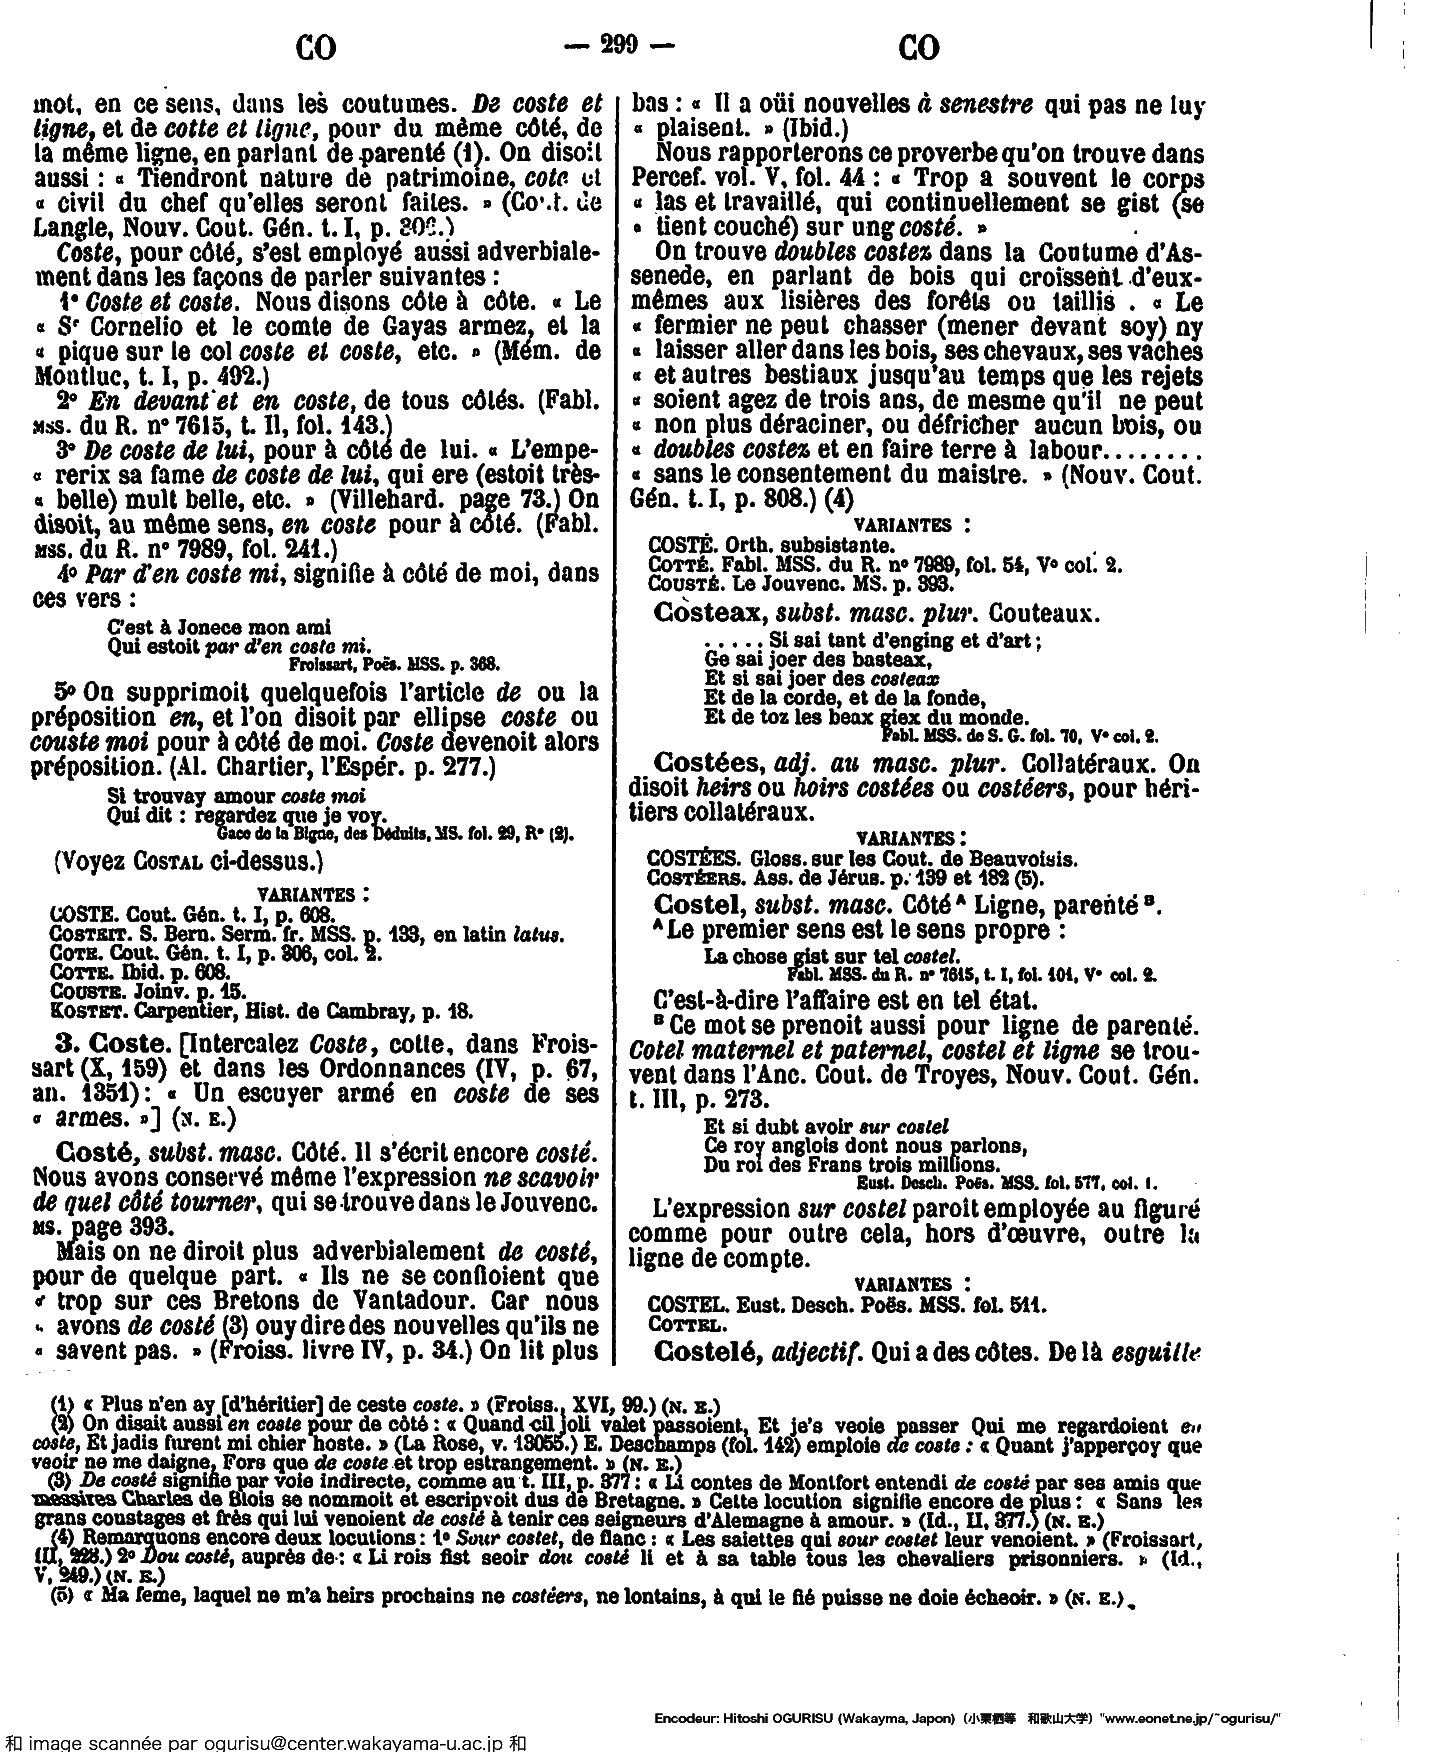 CO — 299 — CO
mot, en ce sens, dans les coutumes. De coste et
ligne, et de cotte et ligne, pour du même côté, de
la même ligne, en parlant de parenté (1). On disoit
aussi : « Tiendront nature de patrimoine, cote et
« civil du chef qu'elles seront faites. » (Cout. de
Langle, Nouv. Cout. Gén. t. I, p. 306.)
Coste, pour côté, s'est employé aussi adverbiale-
ment dans les façons de parler suivantes :
1° Coste et coste. Nous disons côte à côte. « Le
« Sr Cornelio et le comte de Gayas armez, et la
« pique sur le col coste et coste, etc. » (Mém. de
Montluc, t. I, p. 492.)
2° En devant et en coste, de tous côtés. (Fabl.
MSS. du R. n° 7615, t. II, fol. 143.)
3° De coste de lui, pour à côté de lui. « L'empe-
« rerix sa fame de coste de lui, qui ere (estoit très-
« belle) mult belle, etc. » (Villehard. page 73.) On
disoit, au même sens, en coste pour à côté. (Fabl.
MSS. du R. n° 7989, fol. 241.)
4° Par d'en coste mi, signifie à côté de moi, dans
ces vers :
C'est à Jonece mon ami
Qui estoit par d'en coste mi.
Froissart, Poës. MSS. p. 368.
5° On supprimoit quelquefois l'article de ou la
préposition en, et l'on disoit par ellipse coste ou
couste moi pour à côté de moi. Coste devenoit alors
préposition. (Al. Chartier, l'Espér. p. 277.)
Si trouvay amour coste moi
Qui dit : regardez que je voy.
Gace de la Bigne, des Déduits, MS. fol. 29, R° (2).
(Voyez COSTAL ci-dessus.)
VARIANTES :
COSTE. Cout. Gén. t. I, p. 608.
COSTEIT. S. Bern. Serm. fr. MSS. p. 133, en latin latus.
COTE. Cout. Gén. t. I, p. 306, col. 2.
COTTE. Ibid. p. 608.
COUSTE. Joinv. p. 15.
KOSTET. Carpentier, Hist. de Cambray, p. 18.
3. Coste. [Intercalez Coste, cotte, dans Frois-
sart (X, 159) et dans les Ordonnances (IV, p. 67,
an. 1351) : « Un escuyer armé en coste de ses
« armes. »] (N. E.)
Costé, subst. masc. Côté. Il s'écrit encore costé.
Nous avons conservé même l'expression ne scavoir
de quel côté tourner, qui se trouve dans le Jouvenc.
MS. page 393.
Mais on ne diroit plus adverbialement de costé,
pour de quelque part. « Ils ne se confioient que
« trop sur ces Bretons de Vantadour. Car nous
« avons de costé (3) ouy dire des nouvelles qu'ils ne
« savent pas. » (Froiss. livre IV, p. 34.) On lit plus
bas : « Il a oüi nouvelles à senestre qui pas ne luy
« plaisent. » (Ibid.)
Nous rapporterons ce proverbe qu'on trouve dans
Percef. vol. V, fol. 44 : « Trop a souvent le corps
« las et travaillé, qui continuellement se gist (se
« tient couché) sur ung costé. »
On trouve doubles costez dans la Coutume d'As-
senede, en parlant de bois qui croissent d'eux-
mêmes aux lisières des forêts ou taillis . « Le
« fermier ne peut chasser (mener devant soy) ny
« laisser aller dans les bois, ses chevaux, ses vaches
« et autres bestiaux jusqu'au temps que les rejets
« soient agez de trois ans, de mesme qu'il ne peut
« non plus déraciner, ou défricher aucun bois, ou
« doubles costez et en faire terre à labour........
« sans le consentement du maistre. » (Nouv. Cout.
Gén. t. I, p. 808.) (4)
VARIANTES :
COSTÉ. Orth. subsistante.
COTTÉ. Fabl. MSS. du R. n° 7989, fol. 54, V° col. 2.
COUSTÉ. Le Jouvenc. MS. p. 393.
Costeax, subst. masc. plur. Couteaux.
. . . . . Si sai tant d'enging et d'art ;
Ge sai joer des basteax,
Et si sai joer des costeax
Et de la corde, et de la fonde,
Et de toz les beax giex du monde.
Fabl. MSS. de S. G. fol. 70, V° col. 2.
Costées, adj. au masc. plur. Collatéraux. On
disoit heirs ou hoirs costées ou costéers, pour héri-
tiers collatéraux.
VARIANTES :
COSTÉES. Gloss. sur les Cout. de Beauvoisis.
COSTÉERS. Ass. de Jérus. p. 139 et 182 (5).
Costel, subst. masc. Côté A Ligne, parenté B.
A Le premier sens est le sens propre :
La chose gist sur tel costel.
Fabl. MSS. du R. n° 7615, t. I, fol. 101, V° col. 2.
C'est-à-dire l'affaire est en tel état.
B Ce mot se prenoit aussi pour ligne de parenté.
Cotel maternel et paternel, costel et ligne se trou-
vent dans l'Anc. Cout. de Troyes, Nouv. Cout. Gén.
t. III, p. 273.
Et si dubt avoir sur costel
Ce roy anglois dont nous parlons,
Du roi des Frans trois millions.
Eust. Desch. Poës. MSS. fol. 577, col. 1.
L'expression sur costel paroît employée au figuré
comme pour outre cela, hors d'œuvre, outre la
ligne de compte.
VARIANTES :
COSTEL. Eust. Desch. Poës. MSS. fol. 511.
COTTEL.
Costelé, adjectif. Qui a des côtes. De là esguille
(1) « Plus n'en ay [d'héritier] de ceste coste. » (Froiss., XVI, 99.) (N. E.)
(2) On disait aussi en coste pour de côté : « Quand cil joli valet passoient, Et je's veoie passer Qui me regardoient en
coste, Et jadis furent mi chier hoste. » (La Rose, v. 13055.) E. Deschamps (fol. 142) emploie de coste : « Quant j'apperçoy que
veoir ne me daigne, Fors que de coste et trop estrangement. » (N. E.)
(3) De costé signifie par voie indirecte, comme au t. III, p. 377 : « Li contes de Montfort entendi de costé par ses amis que
messires Charles de Blois se nommoit et escripvoit dus de Bretagne. » Cette locution signifie encore de plus : « Sans les
grans coustages et frès qui lui venoient de costé à tenir ces seigneurs d'Alemagne à amour. » (Id., II, 377.) (N. E.)
(4) Remarquons encore deux locutions : 1° Sour costet, de flanc : « Les saiettes qui sour costet leur venoient. » (Froissart,
III, 228.) 2° Dou costé, auprès de : « Li rois fist seoir dou costé li et à sa table tous les chevaliers prisonniers. » (Id.,
V, 249.) (N. E.)
(5) « Ma feme, laquel ne m'a heirs prochains ne costéers, ne lontains, à qui le fié puisse ne doie écheoir. » (N. E.)
Encodeur: Hitoshi OGURISU (Wakayma, Japon) (小栗栖等 和歌山大学) "www.eonet.ne.jp/~ogurisu/"
和 image scannée par ogurisu@center.wakayama-u.ac.jp 和